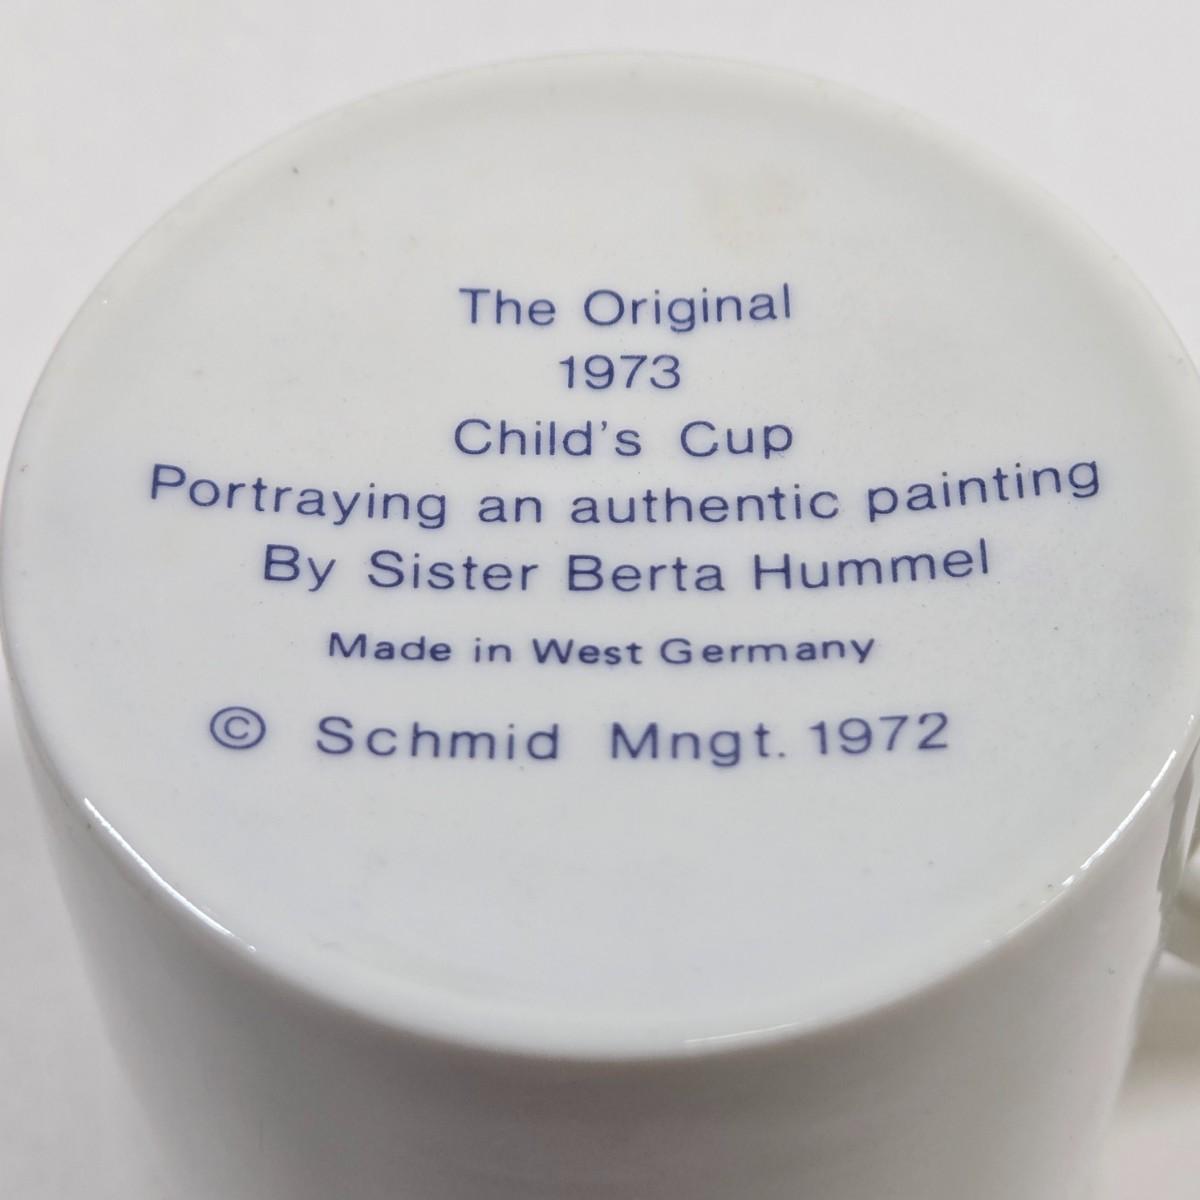 The Original
1973
Child's Cup
Portraying an authentic painting
By Sister Berta Hummel
Made in West Germany
© Schmid Mngt. 1972